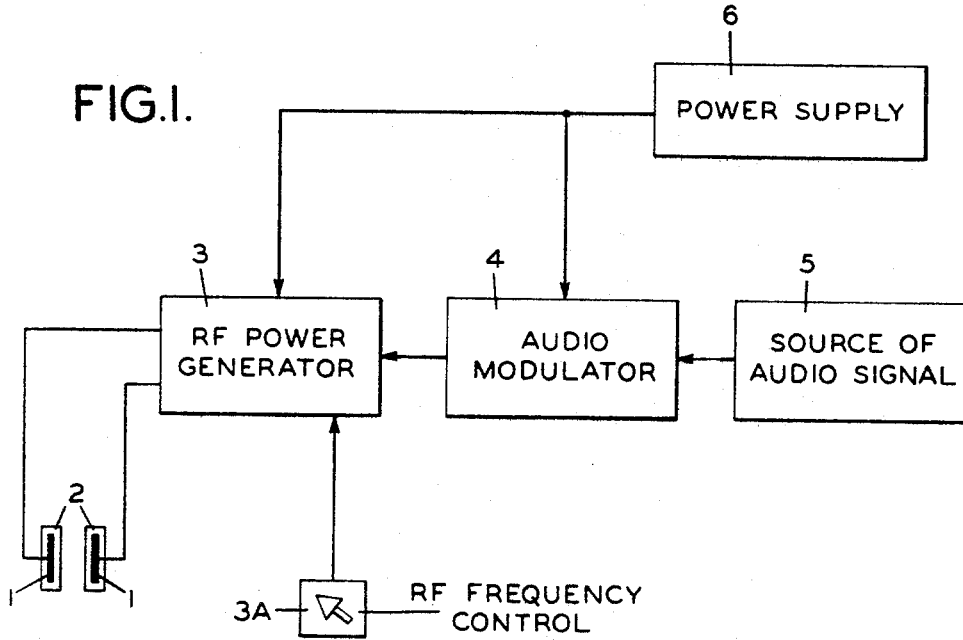 6
FIG.1.
POWER SUPPLY
3
4
5
RF POWER
GENERATOR
AUDIO
MODULATOR
SOURCE OF
AUDIO SIGNAL
2
1
1
3A
RF FREQUENCY
CONTROL